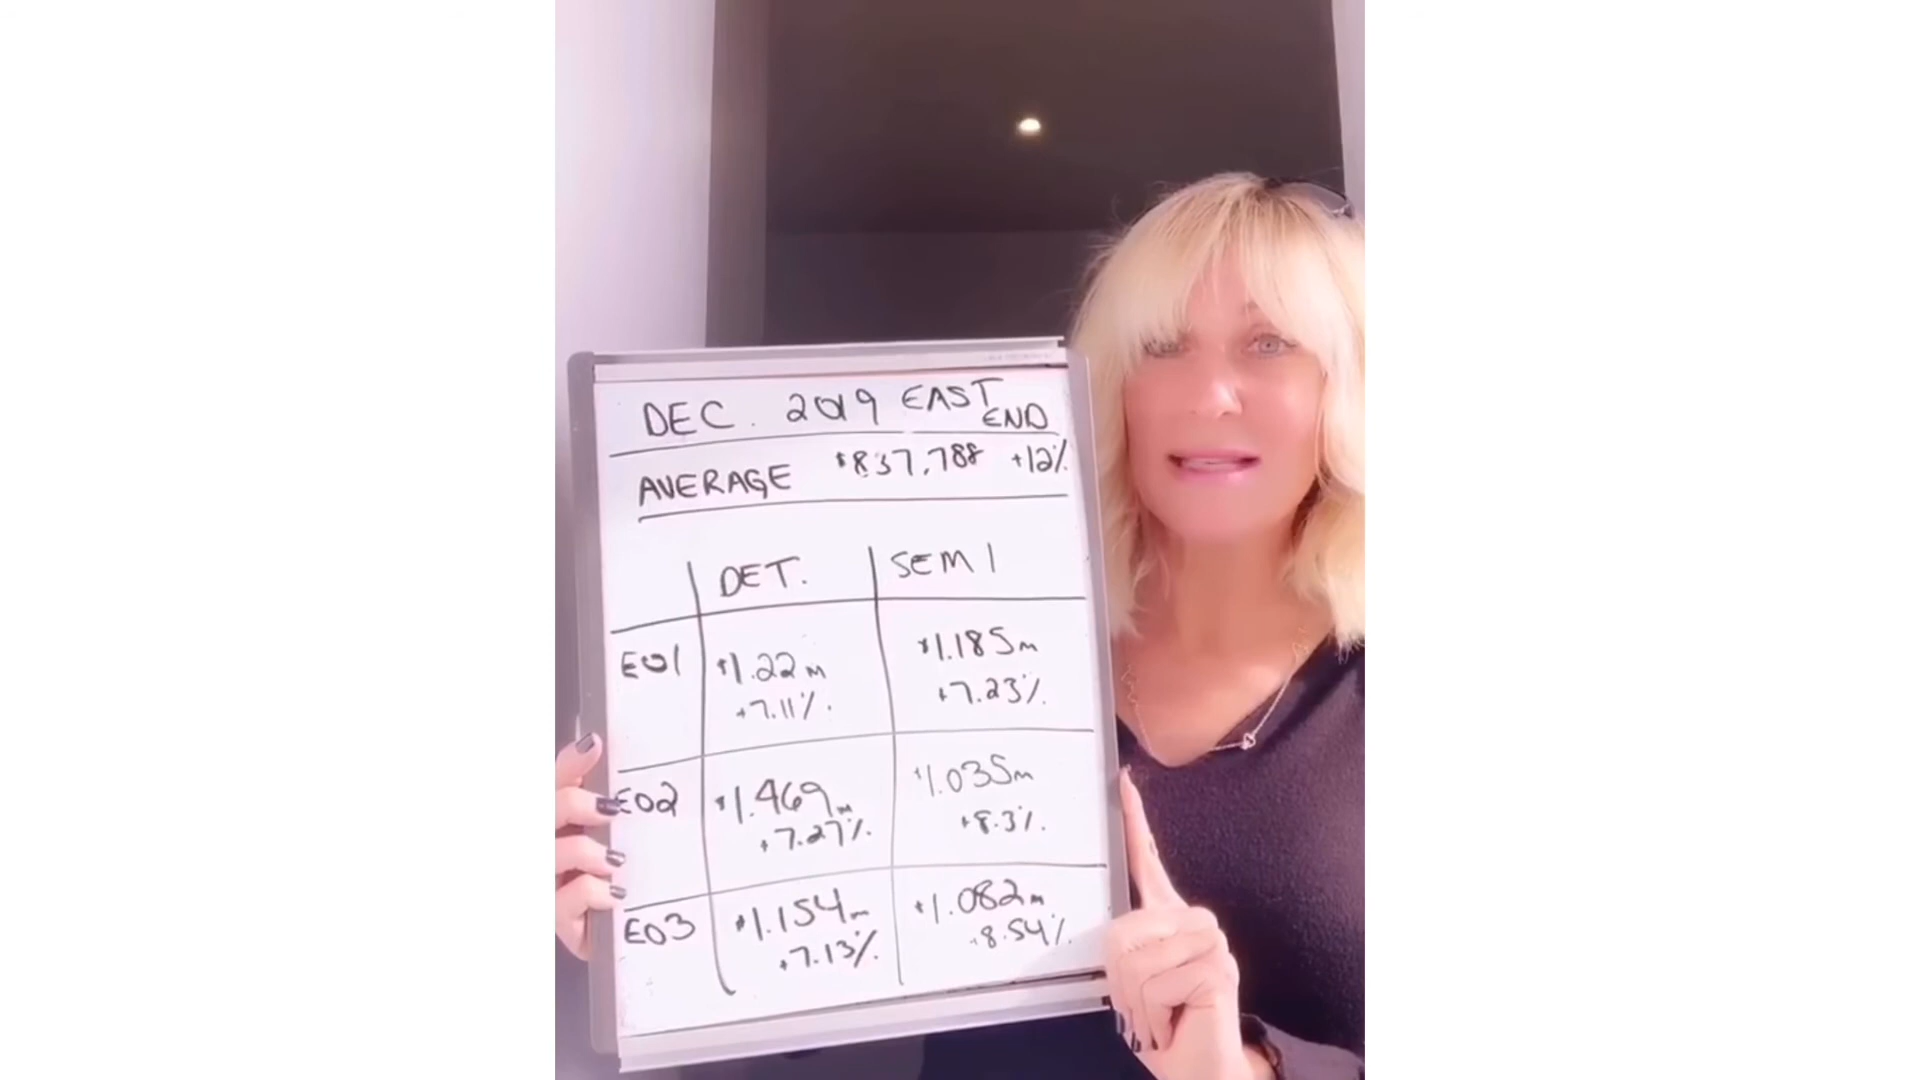 DEC. 2019 EAST END
AVERAGE $837,788 +12%
DET. SEMI
E01 $1.22m $1.185m
+7.11% +7.23%
E02 $1.469m $1.035m
+7.27% +8.3%
E03 $1.154m $1.082m
+7.13% +8.54%